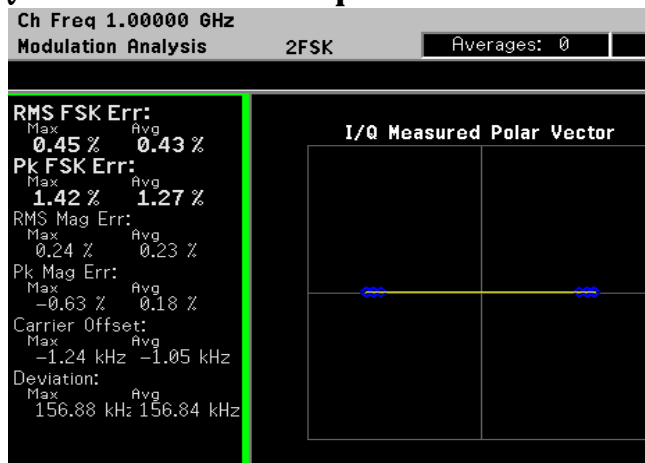 Ch Freq 1.00000 GHz
Modulation Analysis 2FSK Averages: 0
RMS FSK Err:
Max Avg
0.45 % 0.43 %
Pk FSK Err:
Max Avg
1.42 % 1.27 %
RMS Mag Err:
Max Avg
0.24 % 0.23 %
Pk Mag Err:
Max Avg
-0.63 % 0.18 %
Carrier Offset:
Max Avg
-1.24 kHz -1.05 kHz
Deviation:
Max Avg
156.88 kHz 156.84 kHz
I/Q Measured Polar Vector